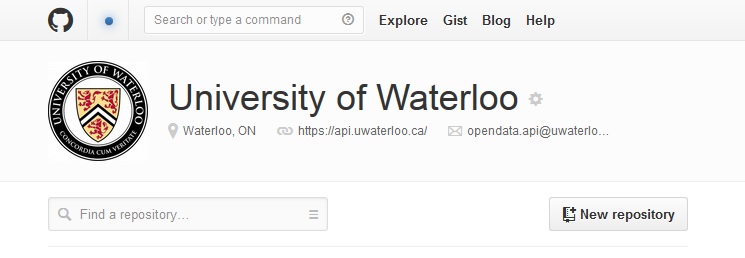 Search or type a command
Explore Gist Blog Help
UNIVERSITY OF WATERLOO
CONCORDIA CUM VERITATE
University of Waterloo
Waterloo, ON https://api.uwaterloo.ca/ opendata.api@uwaterlo…
Find a repository…
New repository